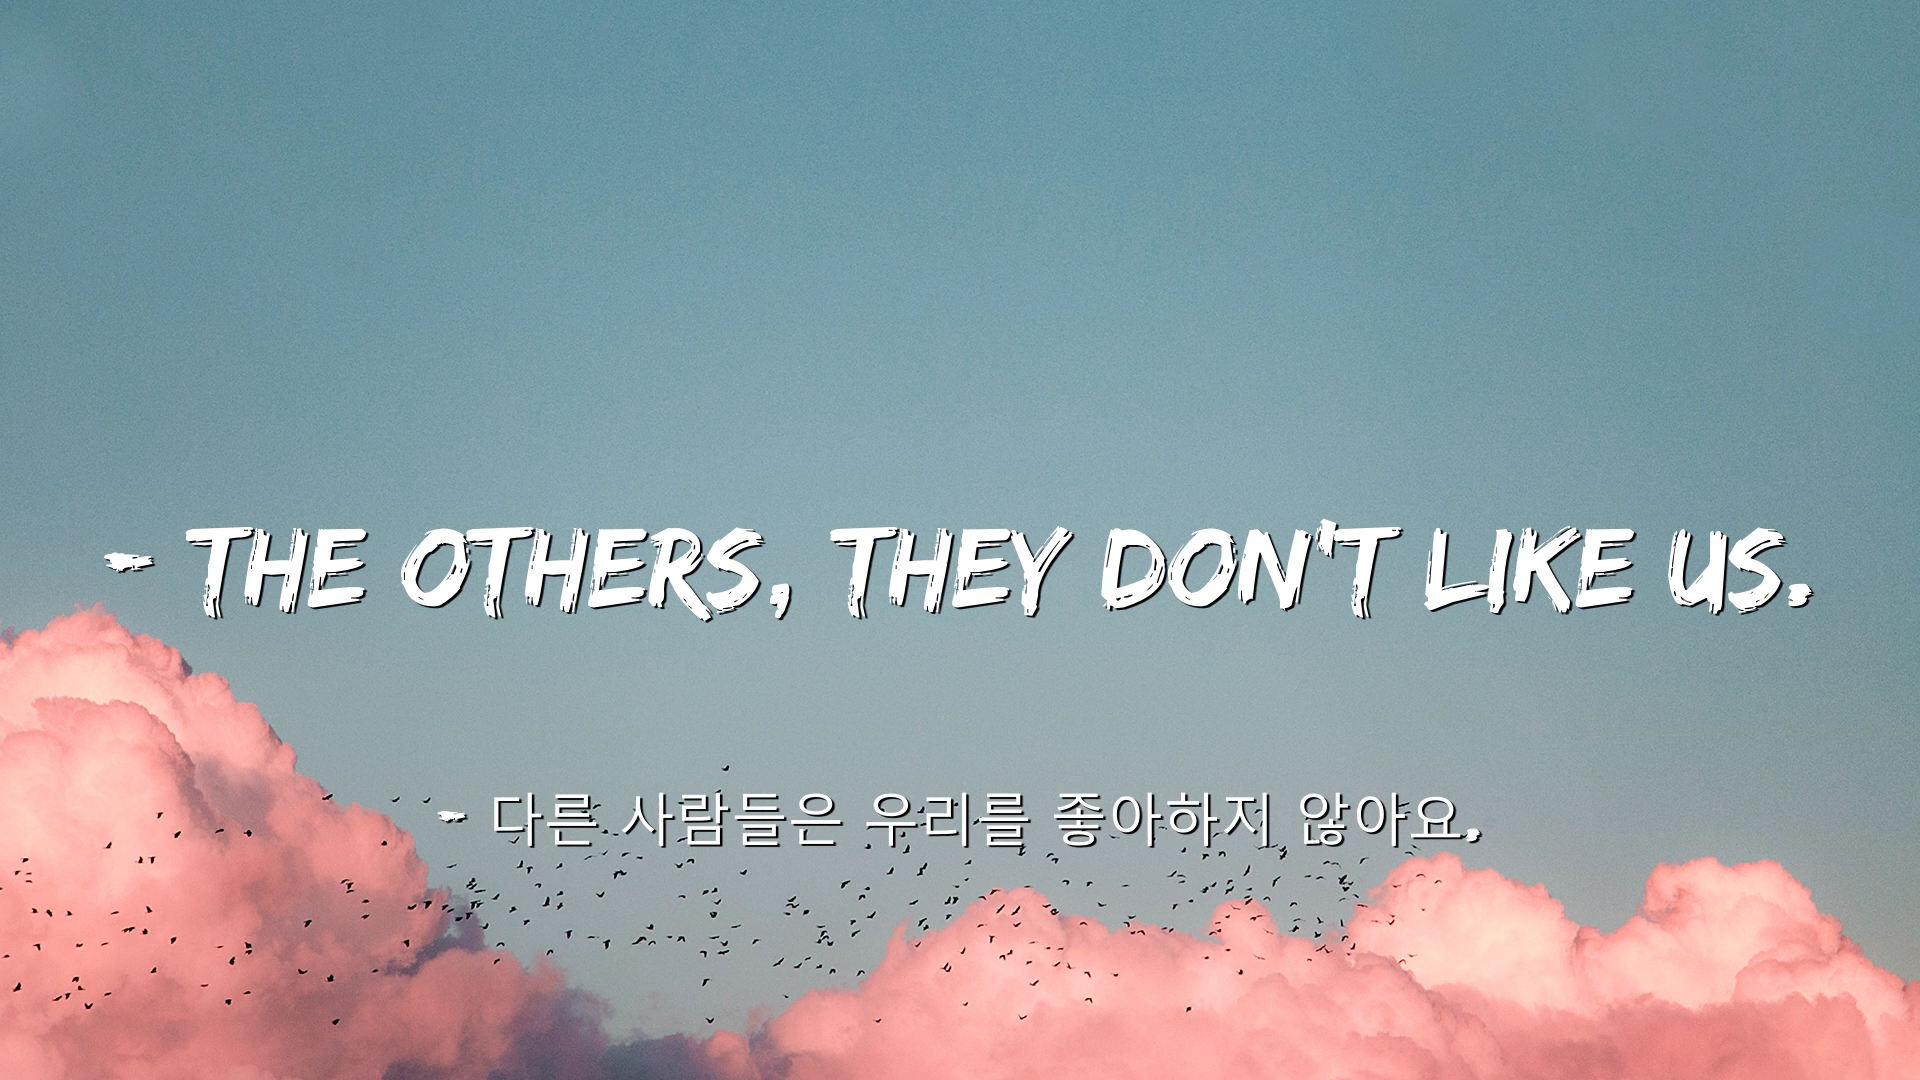 - THE OTHERS, THEY DON'T LIKE US.
- 다른 사람들은 우리를 좋아하지 않아요.